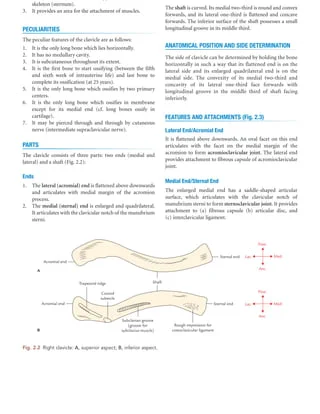 skeleton (sternum).
3. It provides an area for the attachment of muscles.
PECULIARITIES
The peculiar features of the clavicle are as follows:
1. It is the only long bone which lies horizontally.
2. It has no medullary cavity.
3. It is subcutaneous throughout its extent.
4. It is the first bone to start ossifying (between the fifth
and sixth week of intrauterine life) and last bone to
complete its ossification (at 25 years).
5. It is the only long bone which ossifies by two primary
centers.
6. It is the only long bone which ossifies in membrane
except for its medial end (cf. long bones ossify in
cartilage).
7. It may be pierced through and through by cutaneous
nerve (intermediate supraclavicular nerve).
PARTS
The clavicle consists of three parts: two ends (medial and
lateral) and a shaft (Fig. 2.2):
Ends
1. The lateral (acromial) end is flattened above downwards
and articulates with medial margin of the acromion
process.
2. The medial (sternal) end is enlarged and quadrilateral.
It articulates with the clavicular notch of the manubrium
sterni.
The shaft is curved. Its medial two-third is round and convex
forwards, and its lateral one-third is flattened and concave
forwards. The inferior surface of the shaft possesses a small
longitudinal groove in its middle third.
ANATOMICAL POSITION AND SIDE DETERMINATION
The side of clavicle can be determined by holding the bone
horizontally in such a way that its flattened end is on the
lateral side and its enlarged quadrilateral end is on the
medial side. The convexity of its medial two-third and
concavity of its lateral one-third face forwards with
longitudinal groove in the middle third of shaft facing
inferiorly.
FEATURES AND ATTACHMENTS (Fig. 2.3)
Lateral End/Acromial End
It is flattened above downwards. An oval facet on this end
articulates with the facet on the medial margin of the
acromion to form acromioclavicular joint. The lateral end
provides attachment to fibrous capsule of acromioclavicular
joint.
Medial End/Sternal End
The enlarged medial end has a saddle-shaped articular
surface, which articulates with the clavicular notch of
manubrium sterni to form sternoclavicular joint. It provides
attachment to (a) fibrous capsule (b) articular disc, and
(c) interclavicular ligament.
Acromial end
Sternal end
Post.
Lat.
Med.
Ant.
A
Shaft
Trapezoid ridge
Conoid
tubercle
Acromial end
Sternal end
Post.
Lat.
Med.
Ant.
Subclavian groove
(groove for
subclavius muscle)
Rough impression for
costoclavicular ligament
B
Fig. 2.2 Right clavicle: A, superior aspect; B, inferior aspect.